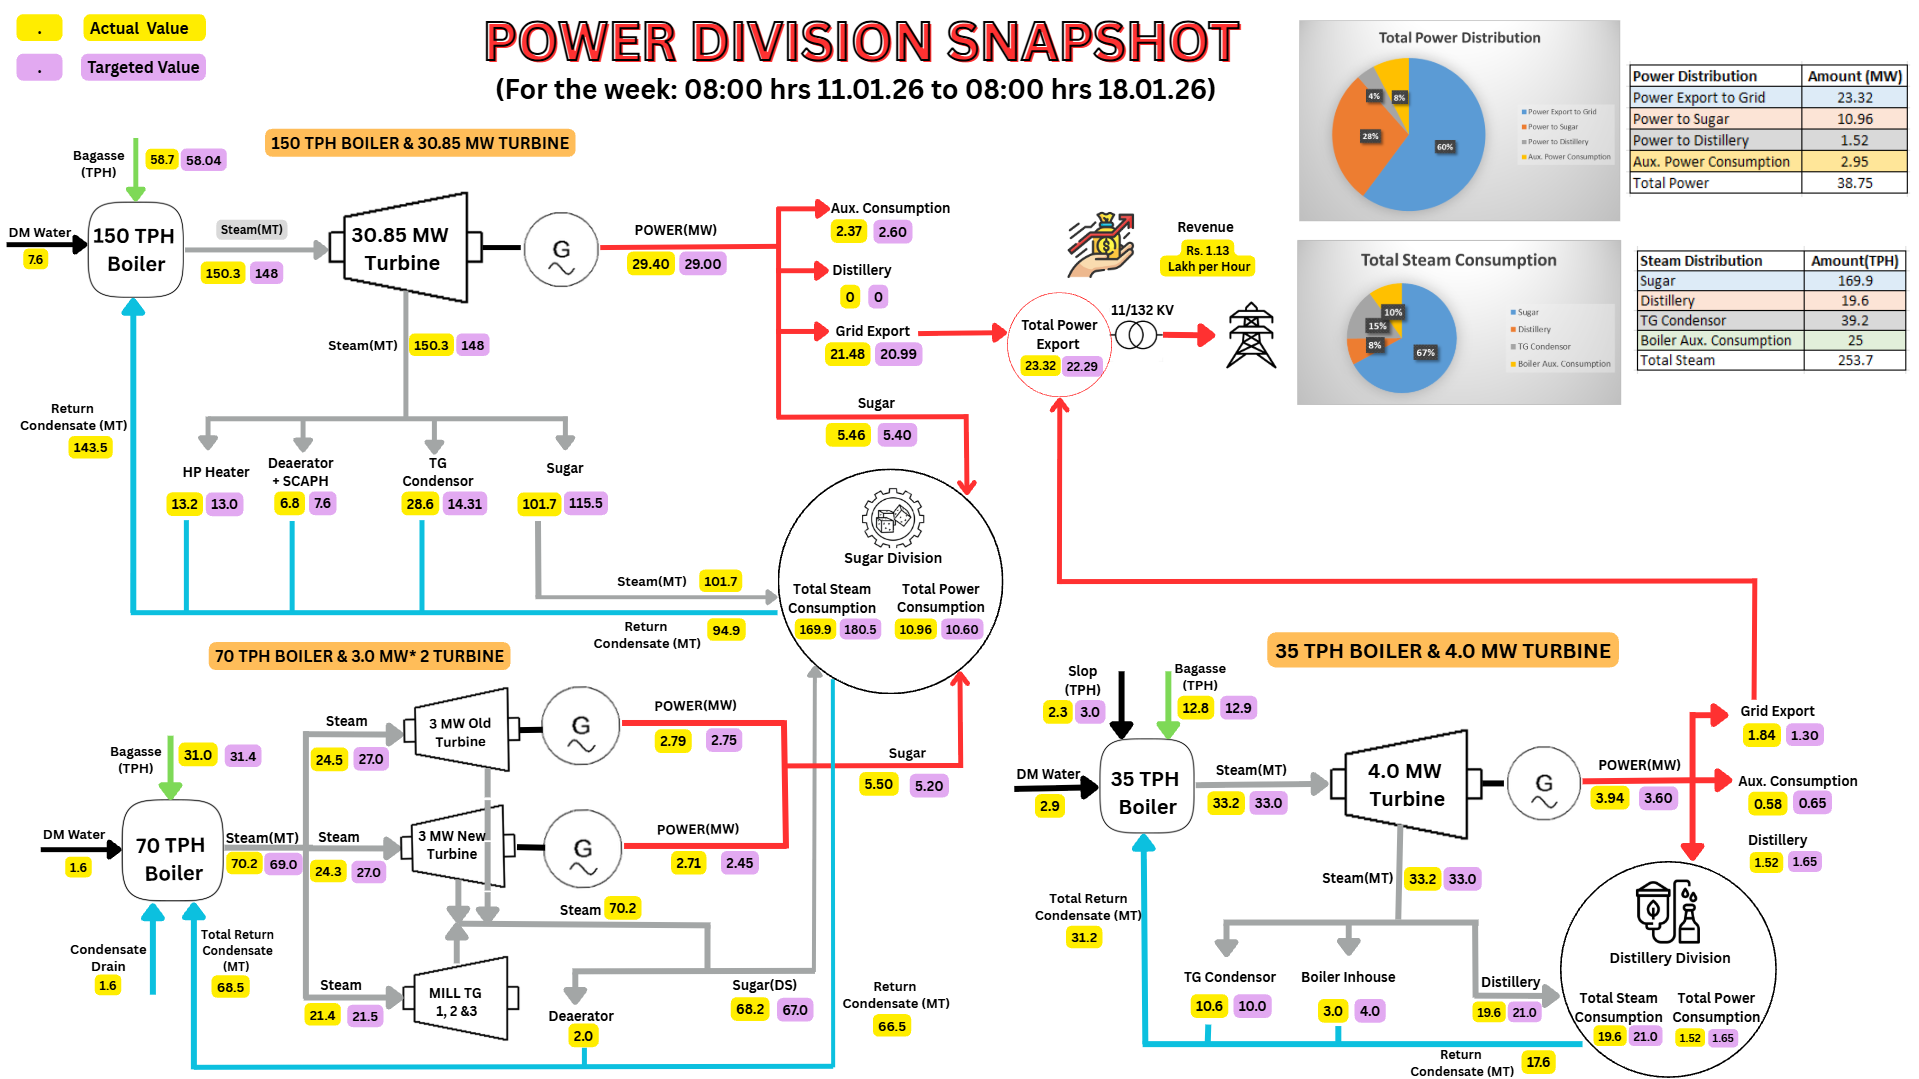 . Actual Value
. Targeted Value
POWER DIVISION SNAPSHOT
(For the week: 08:00 hrs 11.01.26 to 08:00 hrs 18.01.26)
150 TPH BOILER & 30.85 MW TURBINE
Bagasse
(TPH)
58.7 58.04
DM Water
7.6
150 TPH
Boiler
Steam(MT)
150.3 148
30.85 MW
Turbine
G
POWER(MW)
29.40 29.00
Aux. Consumption
2.37 2.60
Distillery
0 0
Grid Export
21.48 20.99
Sugar
5.46 5.40
Steam(MT) 150.3 148
Return
Condensate (MT)
143.5
HP Heater
13.2 13.0
Deaerator
+ SCAPH
6.8 7.6
TG
Condensor
28.6 14.31
Sugar
101.7 115.5
Steam(MT) 101.7
Return
Condensate (MT)
94.9
Revenue
Rs. 1.13
Lakh per Hour
Total Power
Export
23.32 22.29
11/132 KV
Sugar Division
Total Steam
Consumption
169.9 180.5
Total Power
Consumption
10.96 10.60
Total Power Distribution
60%
28%
4%
8%
Power Export to Grid
Power to Sugar
Power to Distillery
Aux. Power Consumption
Power Distribution Amount (MW)
Power Export to Grid 23.32
Power to Sugar 10.96
Power to Distillery 1.52
Aux. Power Consumption 2.95
Total Power 38.75
Total Steam Consumption
67%
8%
15%
10%
Sugar
Distillery
TG Condensor
Boiler Aux. Consumption
Steam Distribution Amount(TPH)
Sugar 169.9
Distillery 19.6
TG Condensor 39.2
Boiler Aux. Consumption 25
Total Steam 253.7
70 TPH BOILER & 3.0 MW* 2 TURBINE
Bagasse
(TPH)
31.0 31.4
DM Water
1.6
70 TPH
Boiler
Steam(MT)
70.2 69.0
Condensate
Drain
1.6
Total Return
Condensate
(MT)
68.5
Steam
24.5 27.0
3 MW Old
Turbine
G
POWER(MW)
2.79 2.75
Steam
24.3 27.0
3 MW New
Turbine
G
POWER(MW)
2.71 2.45
Sugar
5.50 5.20
Steam 70.2
Steam
21.4 21.5
MILL TG
1, 2 &3
Deaerator
2.0
Sugar(DS)
68.2 67.0
Return
Condensate (MT)
66.5
35 TPH BOILER & 4.0 MW TURBINE
Slop
(TPH)
2.3 3.0
Bagasse
(TPH)
12.8 12.9
DM Water
2.9
35 TPH
Boiler
Steam(MT)
33.2 33.0
4.0 MW
Turbine
G
POWER(MW)
3.94 3.60
Grid Export
1.84 1.30
Aux. Consumption
0.58 0.65
Distillery
1.52 1.65
Steam(MT) 33.2 33.0
Total Return
Condensate (MT)
31.2
TG Condensor
10.6 10.0
Boiler Inhouse
3.0 4.0
Distillery
19.6 21.0
Distillery Division
Total Steam
Consumption
19.6 21.0
Total Power
Consumption
1.52 1.65
Return
Condensate (MT)
17.6